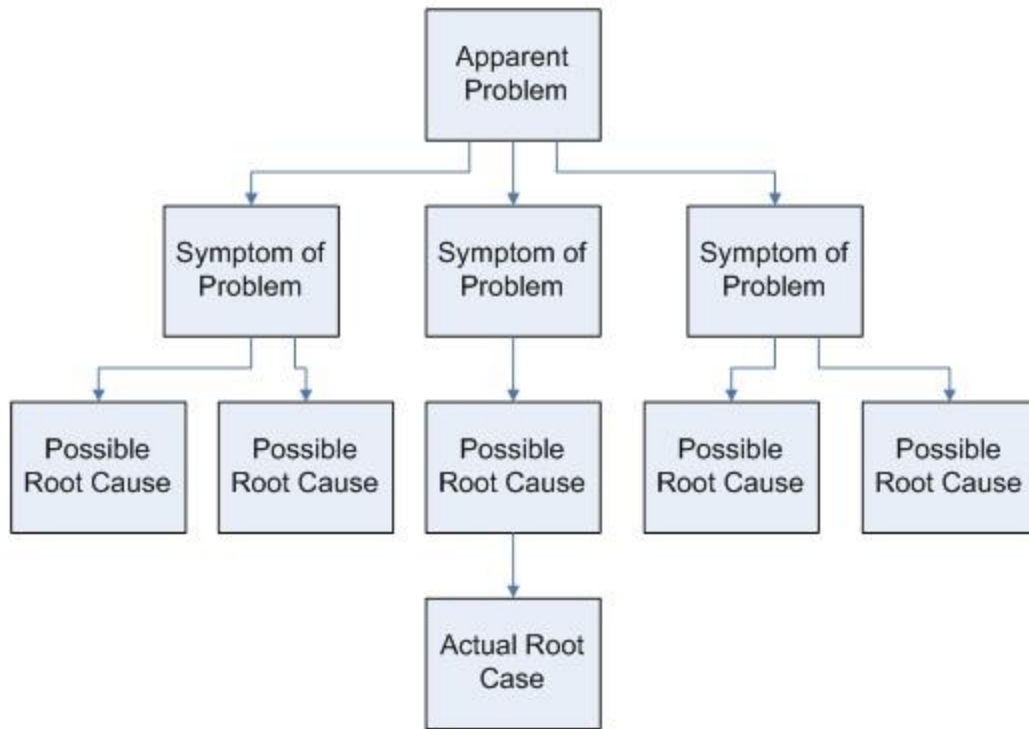 Apparent
Problem
Symptom of
Problem
Symptom of
Problem
Symptom of
Problem
Possible
Root Cause
Possible
Root Cause
Possible
Root Cause
Possible
Root Cause
Possible
Root Cause
Actual Root
Case